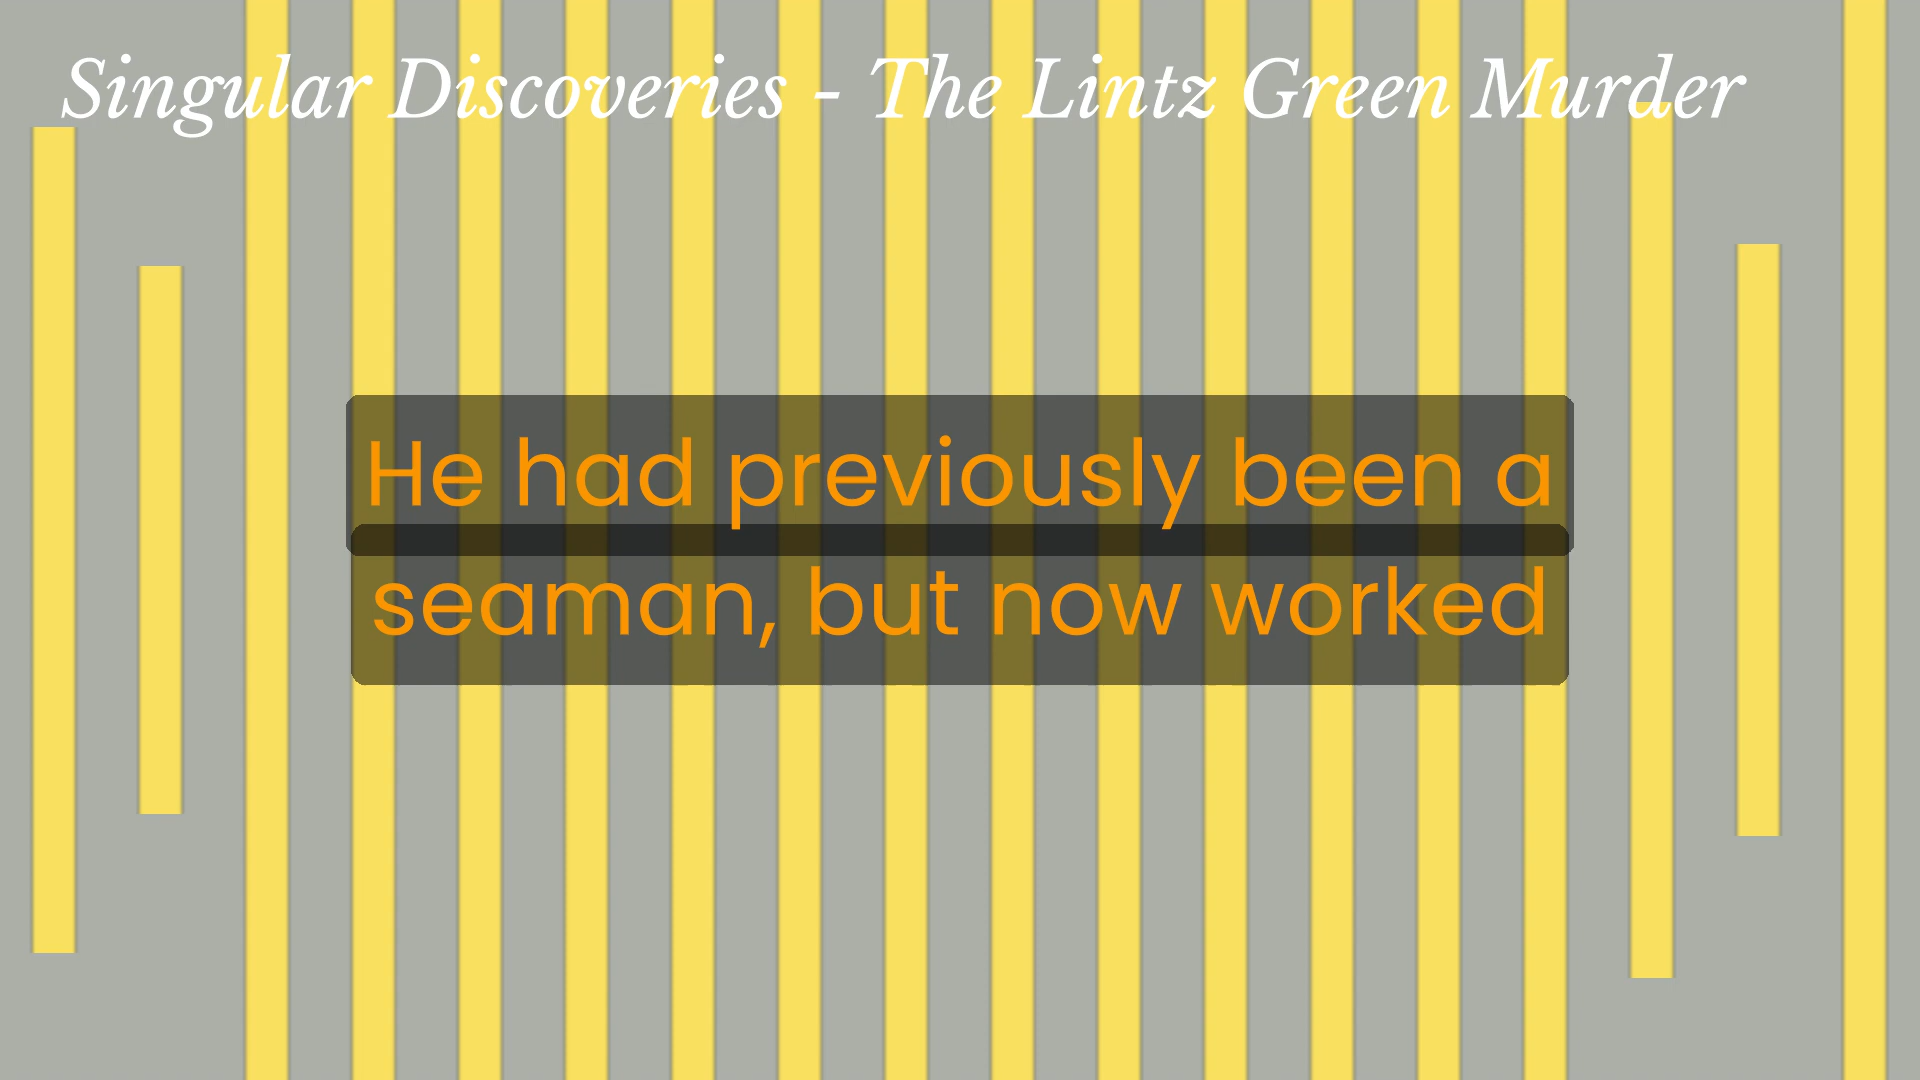 Singular Discoveries - The Lintz Green Murder
He had previously been a
seaman, but now worked